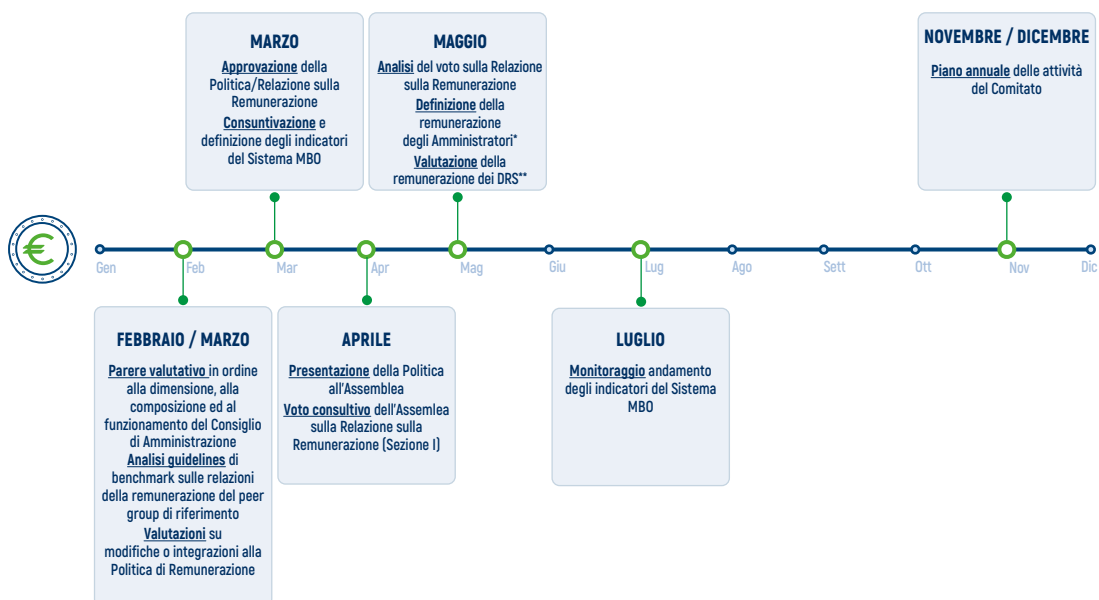 MARZO
Approvazione della
Politica/Relazione sulla
Remunerazione
Consuntivazione e
definizione degli indicatori
del Sistema MBO
MAGGIO
Analisi del voto sulla Relazione
sulla Remunerazione
Definizione della
remunerazione
degli Amministratori*
Valutazione della
remunerazione dei DRS**
NOVEMBRE / DICEMBRE
Piano annuale delle attività
del Comitato
€
Gen
Feb
Mar
Apr
Mag
Giu
Lug
Ago
Sett
Ott
Nov
Dic
FEBBRAIO / MARZO
Parere valutativo in ordine
alla dimensione, alla
composizione ed al
funzionamento del Consiglio
di Amministrazione
Analisi guidelines di
benchmark sulle relazioni
della remunerazione del peer
group di riferimento
Valutazioni su
modifiche o integrazioni alla
Politica di Remunerazione
APRILE
Presentazione della Politica
all'Assemblea
Voto consultivo dell'Assemlea
sulla Relazione sulla
Remunerazione (Sezione I)
LUGLIO
Monitoraggio andamento
degli indicatori del Sistema
MBO